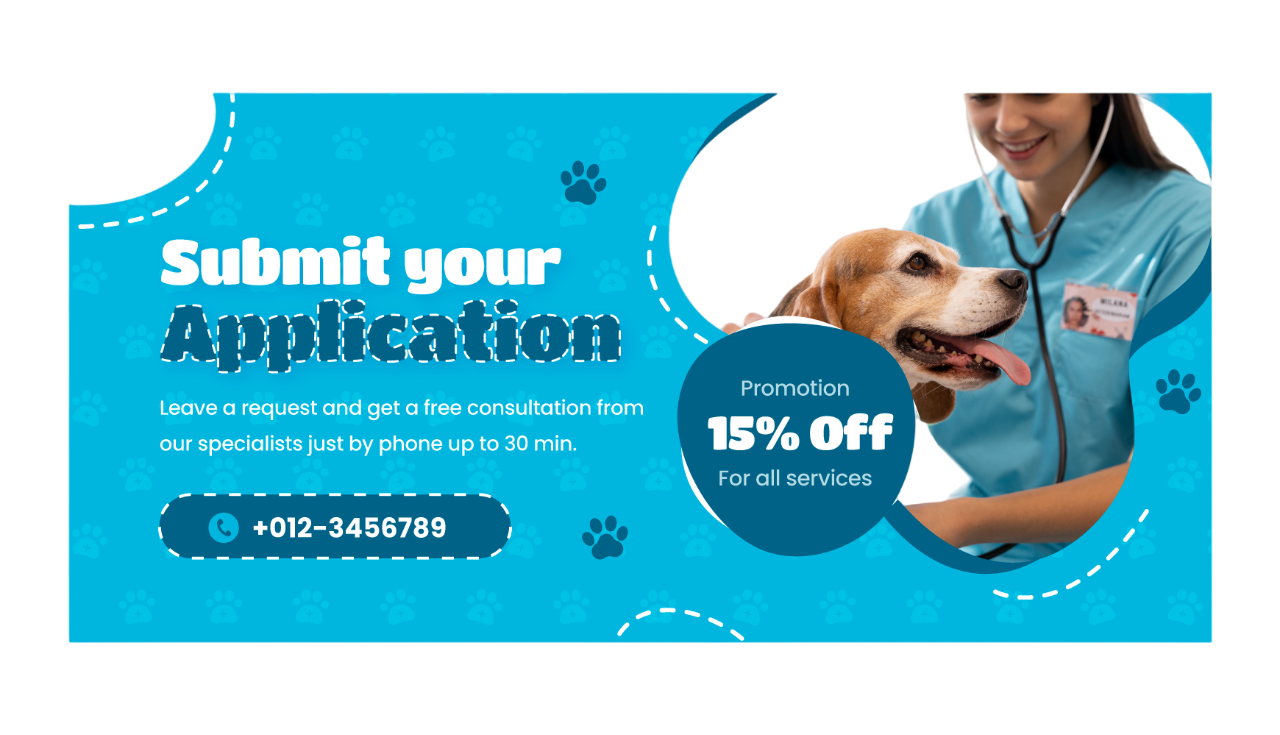 Submit your
Application
Leave a request and get a free consultation from
our specialists just by phone up to 30 min.
+012-3456789
Promotion
15% Off
For all services
MILANA